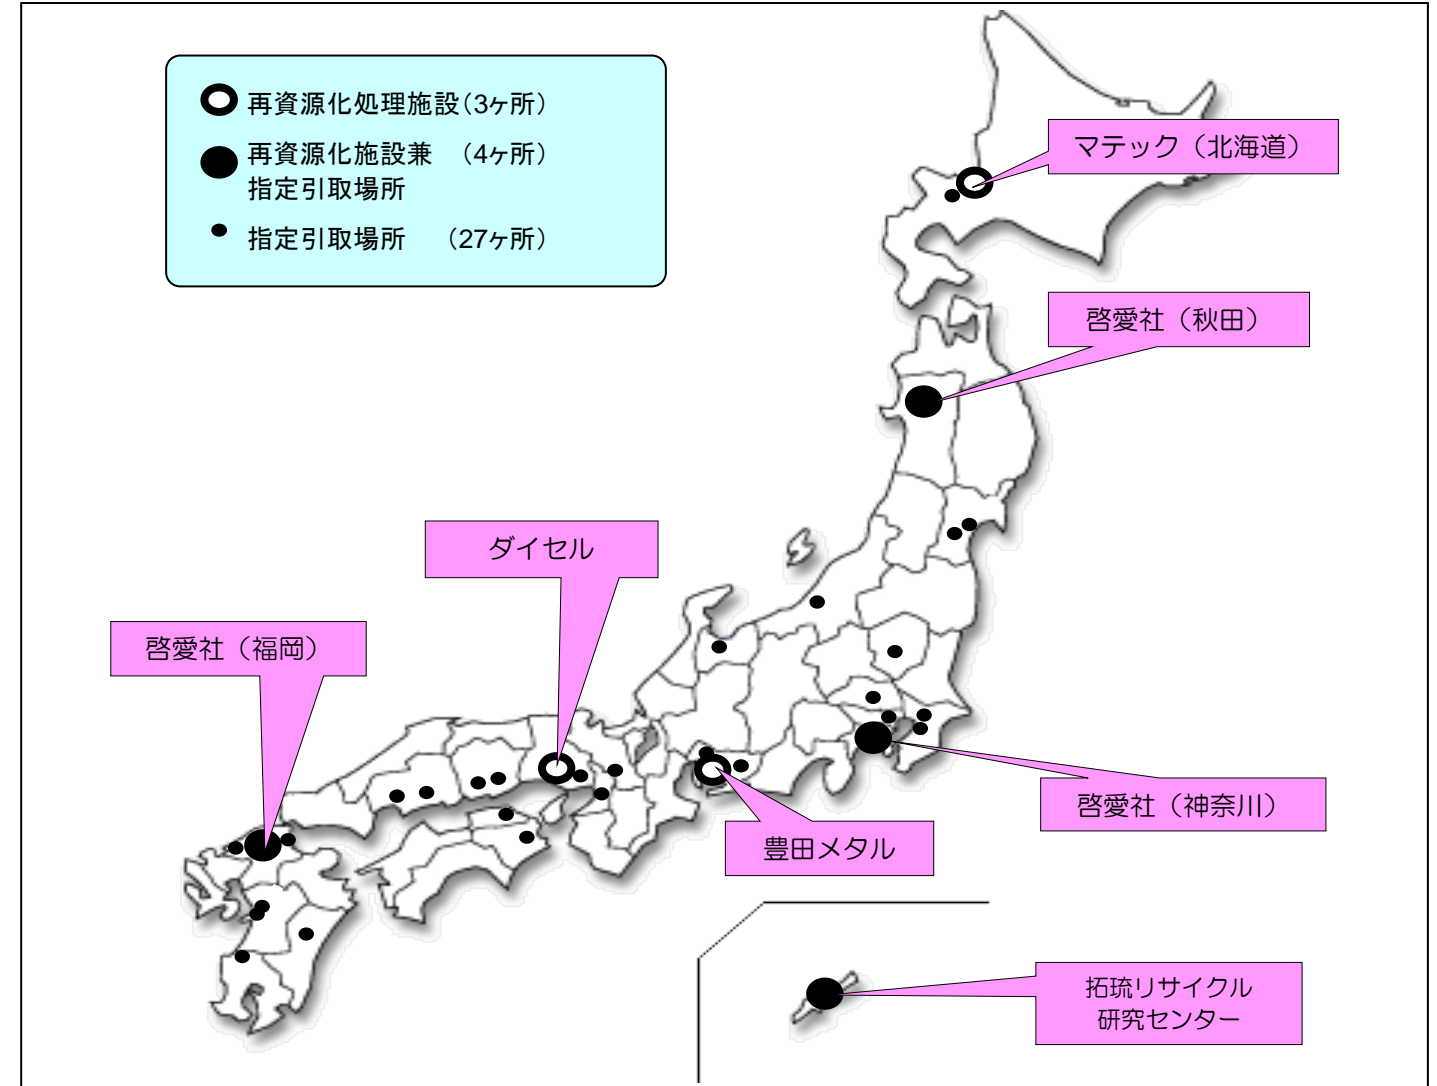 再資源化処理施設（3ヶ所）
再資源化施設兼　（4ヶ所）
指定引取場所
指定引取場所　（27ヶ所）
マテック（北海道）
啓愛社（秋田）
ダイセル
啓愛社（福岡）
啓愛社（神奈川）
豊田メタル
拓琉リサイクル
研究センター